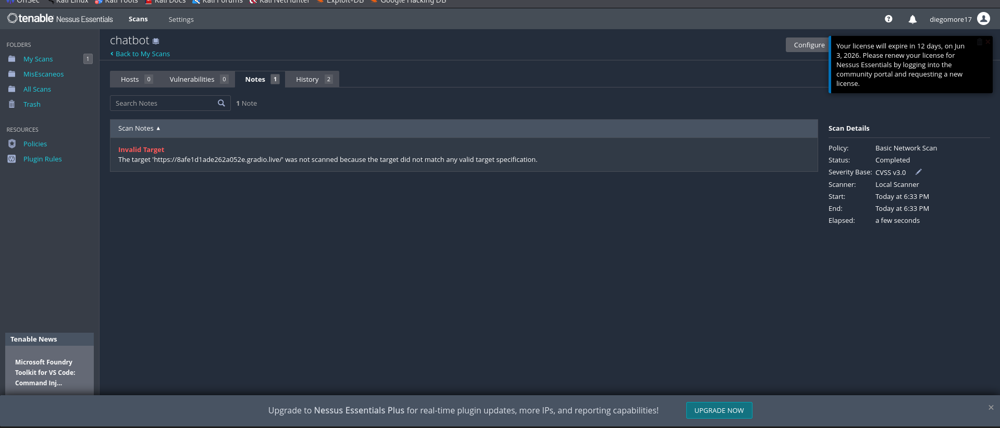 OffSec Kali Linux Kali Tools Kali Docs Kali Forums Kali NetHunter Exploit-DB Google Hacking DB
tenable Nessus Essentials Scans Settings
? diegomore17
FOLDERS
My Scans 1
MisEscaneos
All Scans
Trash
RESOURCES
Policies
Plugin Rules
Tenable News
Microsoft Foundry
Toolkit for VS Code:
Command Inj...
chatbot
Back to My Scans
Configure
Your license will expire in 12 days, on Jun
3, 2026. Please renew your license for
Nessus Essentials by logging into the
community portal and requesting a new
license.
Hosts 0 Vulnerabilities 0 Notes 1 History 2
Search Notes 1 Note
Scan Notes
Invalid Target
The target 'https://8afe1d1ade262a052e.gradio.live/' was not scanned because the target did not match any valid target specification.
Scan Details
Policy: Basic Network Scan
Status: Completed
Severity Base: CVSS v3.0
Scanner: Local Scanner
Start: Today at 6:33 PM
End: Today at 6:33 PM
Elapsed: a few seconds
Upgrade to Nessus Essentials Plus for real-time plugin updates, more IPs, and reporting capabilities! UPGRADE NOW